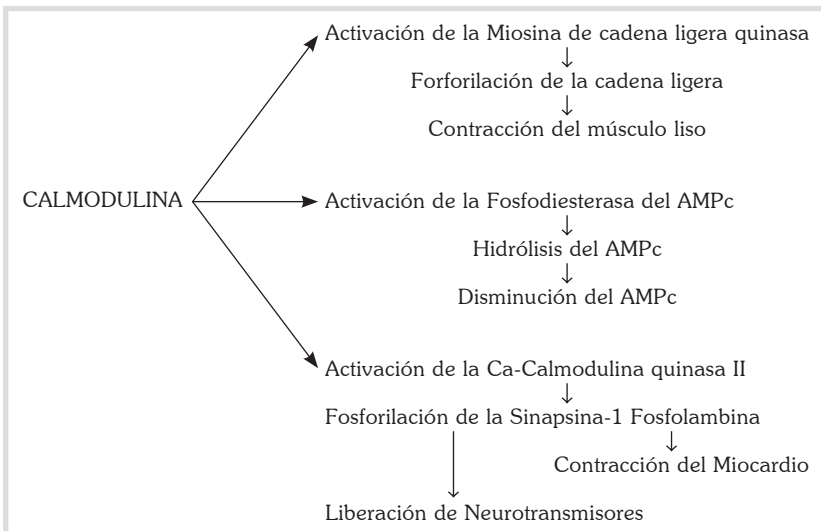 Activación de la Miosina de cadena ligera quinasa
↓
Forforilación de la cadena ligera
↓
Contracción del músculo liso
CALMODULINA
Activación de la Fosfodiesterasa del AMPc
↓
Hidrólisis del AMPc
↓
Disminución del AMPc
Activación de la Ca-Calmodulina quinasa II
↓
Fosforilación de la Sinapsina-1 Fosfolambina
↓
Contracción del Miocardio
Liberación de Neurotransmisores